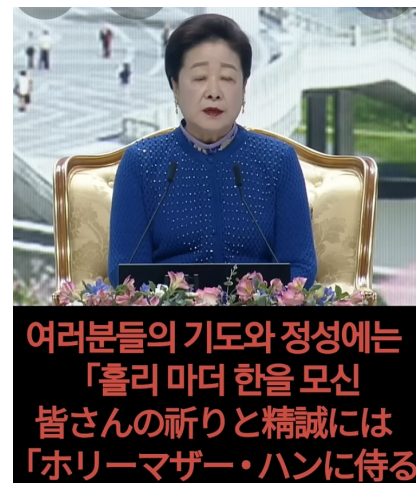 여러분들의 기도와 정성에는
「홀리 마더 한을 모신
皆さんの祈りと精誠には
「ホリーマザー・ハンに侍る